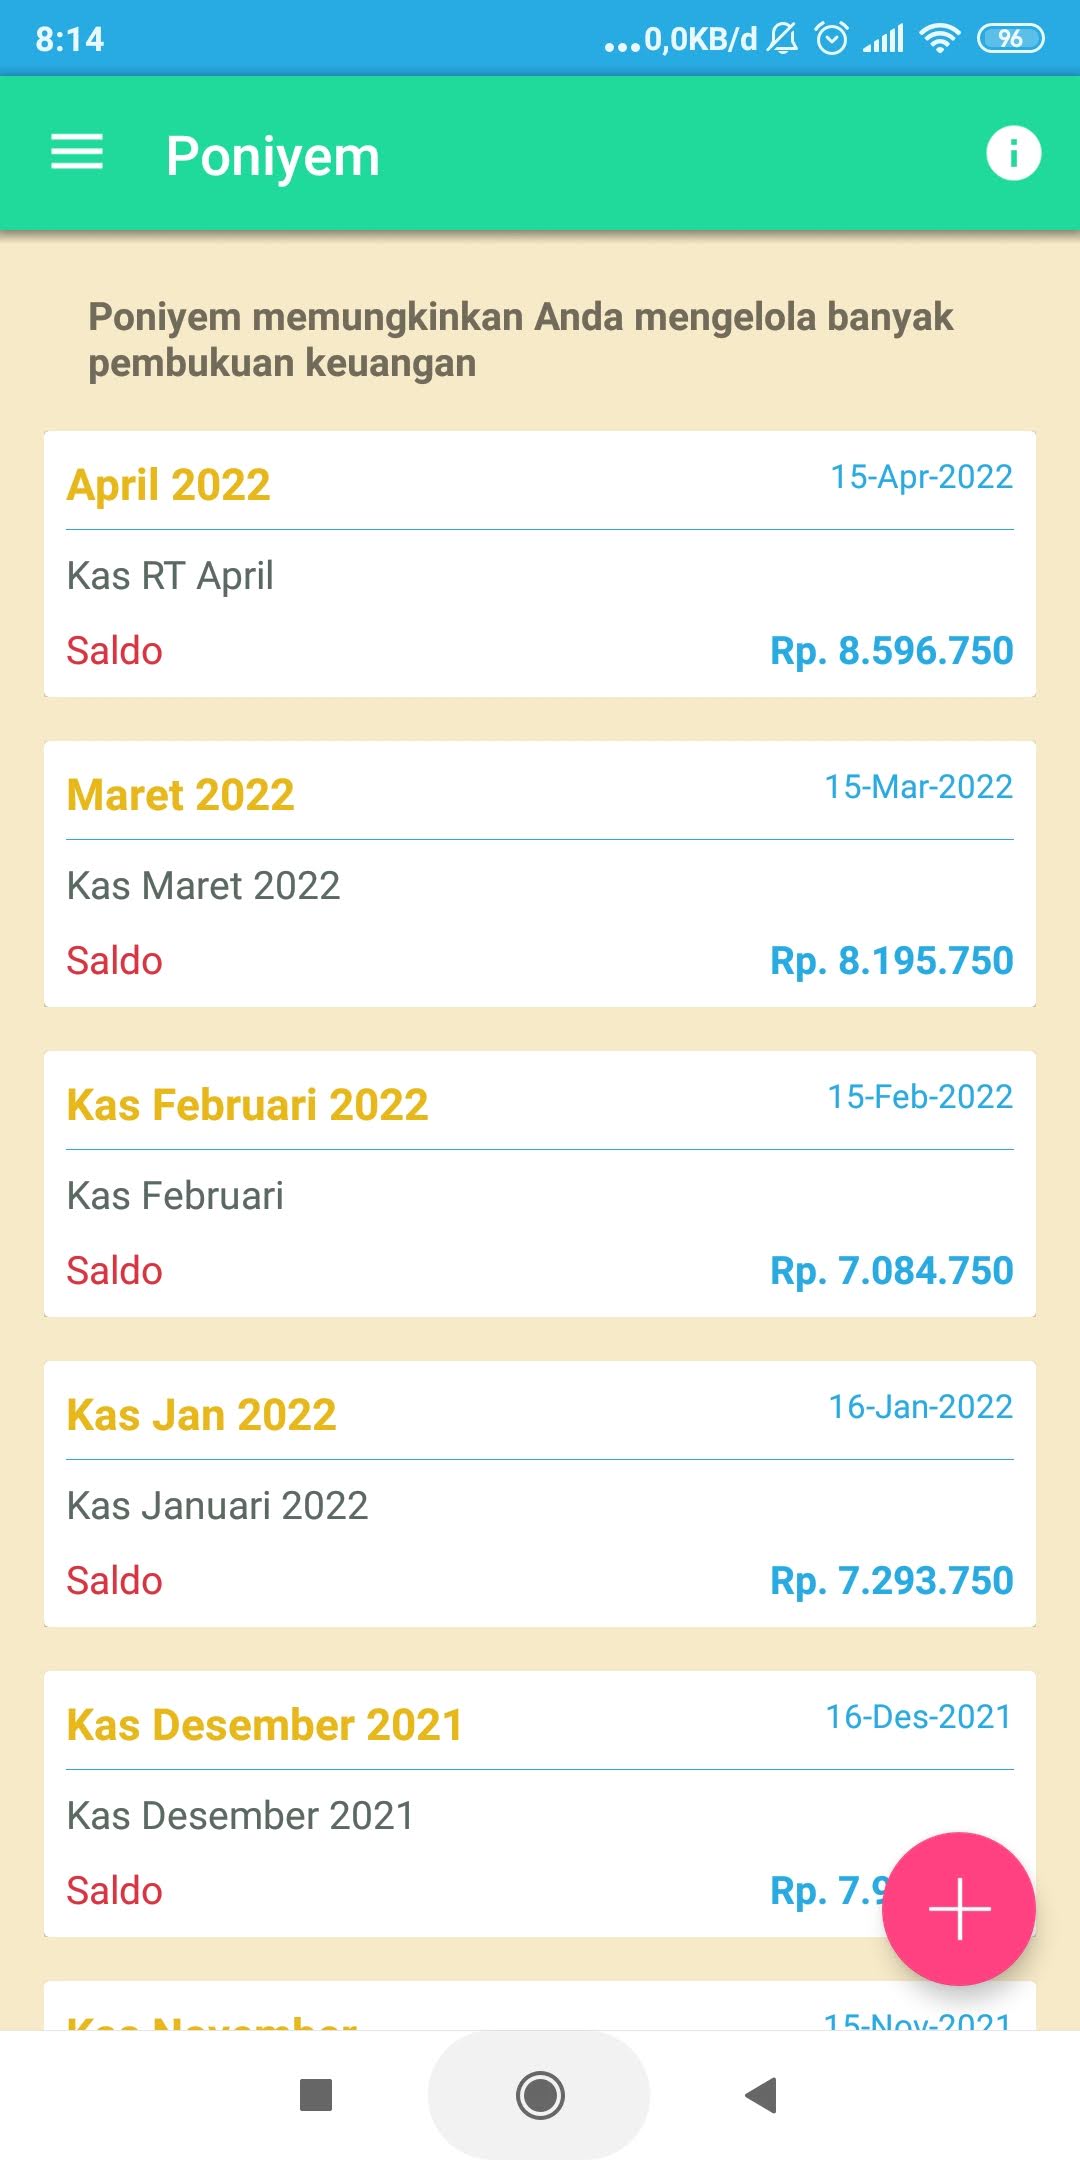 8:14
...0,0KB/d
96
Poniyem
Poniyem memungkinkan Anda mengelola banyak
pembukuan keuangan
April 2022
15-Apr-2022
Kas RT April
Saldo
Rp. 8.596.750
Maret 2022
15-Mar-2022
Kas Maret 2022
Saldo
Rp. 8.195.750
Kas Februari 2022
15-Feb-2022
Kas Februari
Saldo
Rp. 7.084.750
Kas Jan 2022
16-Jan-2022
Kas Januari 2022
Saldo
Rp. 7.293.750
Kas Desember 2021
16-Des-2021
Kas Desember 2021
Saldo
Rp. 7.9
Kas November
15-Nov-2021